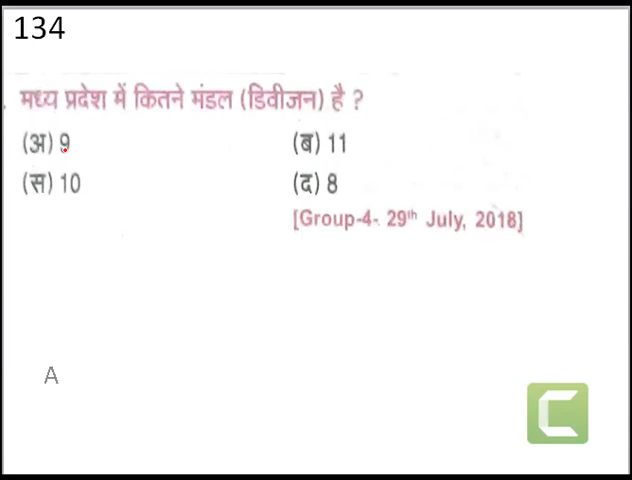 134
मध्य प्रदेश में कितने मंडल (डिवीजन) है ?
(अ) 9 (ब) 11
(स) 10 (द) 8
[Group-4- 29th July, 2018]
A